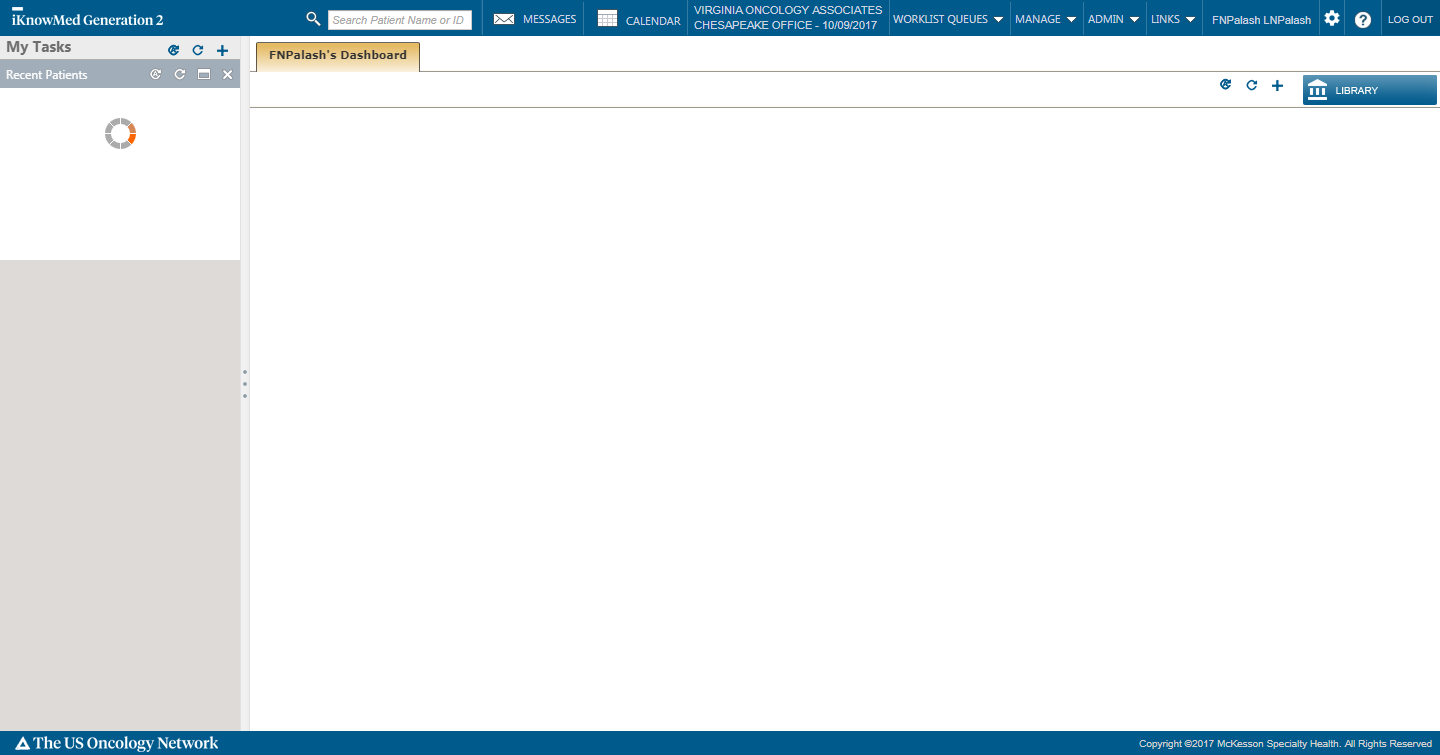 iKnowMed Generation 2
Search Patient Name or ID
MESSAGES
CALENDAR
VIRGINIA ONCOLOGY ASSOCIATES
CHESAPEAKE OFFICE - 10/09/2017
WORKLIST QUEUES
MANAGE
ADMIN
LINKS
FNPalash LNPalash
LOG OUT
My Tasks
FNPalash's Dashboard
Recent Patients
LIBRARY
The US Oncology Network
Copyright ©2017 McKesson Specialty Health. All Rights Reserved